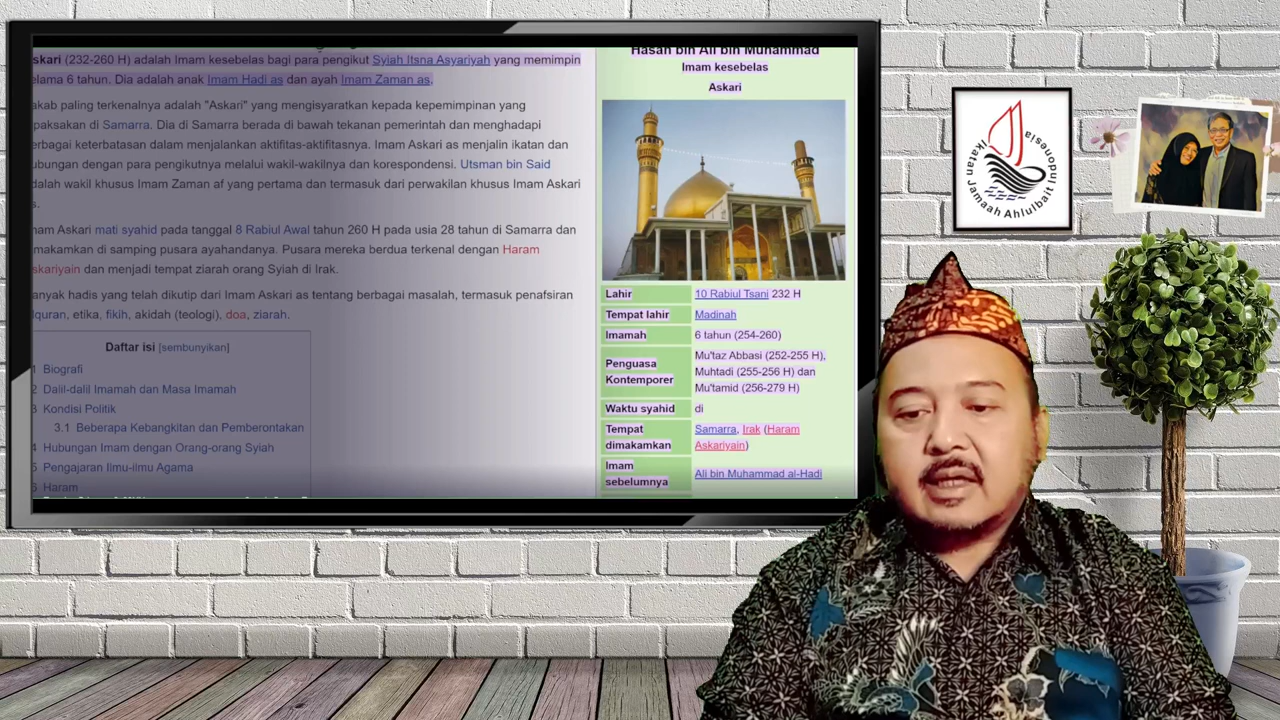 skari (232-260 H) adalah Imam kesebelas bagi para pengikut Syiah Itsna Asyariyah yang memimpin
elama 6 tahun. Dia adalah anak Imam Hadi as dan ayah Imam Zaman as,
akab paling terkenalnya adalah "Askari" yang mengisyaratkan kepada kepemimpinan yang
ipaksakan di Samarra. Dia di Samarra berada di bawah tekanan pemerintah dan menghadapi
erbagai keterbatasan dalam menjalankan aktifitas-aktifitasnya. Imam Askari as menjalin ikatan dan
ubungan dengan para pengikutnya melalui wakil-wakilnya dan korespondensi. Utsman bin Said
dalah wakil khusus Imam Zaman af yang pertama dan termasuk dari perwakilan khusus Imam Askari
s.
mam Askari mati syahid pada tanggal 8 Rabiul Awal tahun 260 H pada usia 28 tahun di Samarra dan
imakamkan di samping pusara ayahandanya. Pusara mereka berdua terkenal dengan Haram
skariyain dan menjadi tempat ziarah orang Syiah di Irak.
anyak hadis yang telah dikutip dari Imam Askari as tentang berbagai masalah, termasuk penafsiran
lquran, etika, fikih, akidah (teologi), doa, ziarah.
Daftar isi [sembunyikan]
1 Biografi
2 Dalil-dalil Imamah dan Masa Imamah
3 Kondisi Politik
3.1 Beberapa Kebangkitan dan Pemberontakan
Hubungan Imam dengan Orang-orang Syiah
5 Pengajaran Ilmu-ilmu Agama
6 Haram
Hasan bin Ali bin Muhammad
Imam kesebelas
Askari
Lahir 10 Rabiul Tsani 232 H
Tempat lahir Madinah
Imamah 6 tahun (254-260)
Penguasa Kontemporer Mu'taz Abbasi (252-255 H),
Muhtadi (255-256 H) dan
Mu'tamid (256-279 H)
Waktu syahid di
Tempat dimakamkan Samarra, Irak (Haram
Askariyain)
Imam sebelumnya Ali bin Muhammad al-Hadi
Ikatan Jamaah Ahlulbait Indonesia